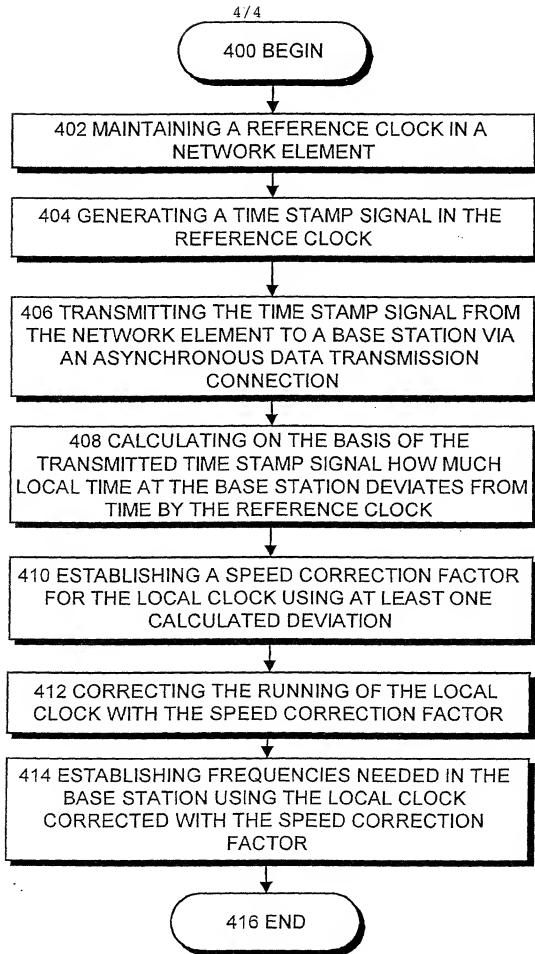 4/4
400 BEGIN
402 MAINTAINING A REFERENCE CLOCK IN A
NETWORK ELEMENT
404 GENERATING A TIME STAMP SIGNAL IN THE
REFERENCE CLOCK
406 TRANSMITTING THE TIME STAMP SIGNAL FROM
THE NETWORK ELEMENT TO A BASE STATION VIA
AN ASYNCHRONOUS DATA TRANSMISSION
CONNECTION
408 CALCULATING ON THE BASIS OF THE
TRANSMITTED TIME STAMP SIGNAL HOW MUCH
LOCAL TIME AT THE BASE STATION DEVIATES FROM
TIME BY THE REFERENCE CLOCK
410 ESTABLISHING A SPEED CORRECTION FACTOR
FOR THE LOCAL CLOCK USING AT LEAST ONE
CALCULATED DEVIATION
412 CORRECTING THE RUNNING OF THE LOCAL
CLOCK WITH THE SPEED CORRECTION FACTOR
414 ESTABLISHING FREQUENCIES NEEDED IN THE
BASE STATION USING THE LOCAL CLOCK
CORRECTED WITH THE SPEED CORRECTION
FACTOR
416 END